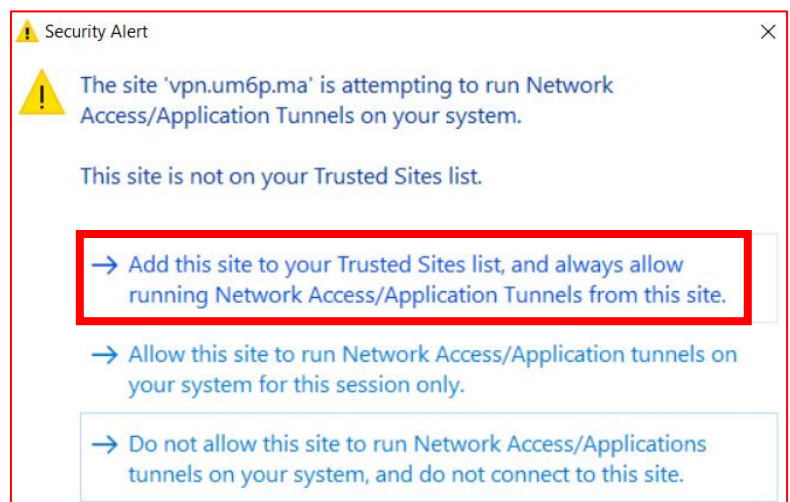 Security Alert
The site 'vpn.um6p.ma' is attempting to run Network
Access/Application Tunnels on your system.
This site is not on your Trusted Sites list.
Add this site to your Trusted Sites list, and always allow
running Network Access/Application Tunnels from this site.
Allow this site to run Network Access/Application tunnels on
your system for this session only.
Do not allow this site to run Network Access/Applications
tunnels on your system, and do not connect to this site.